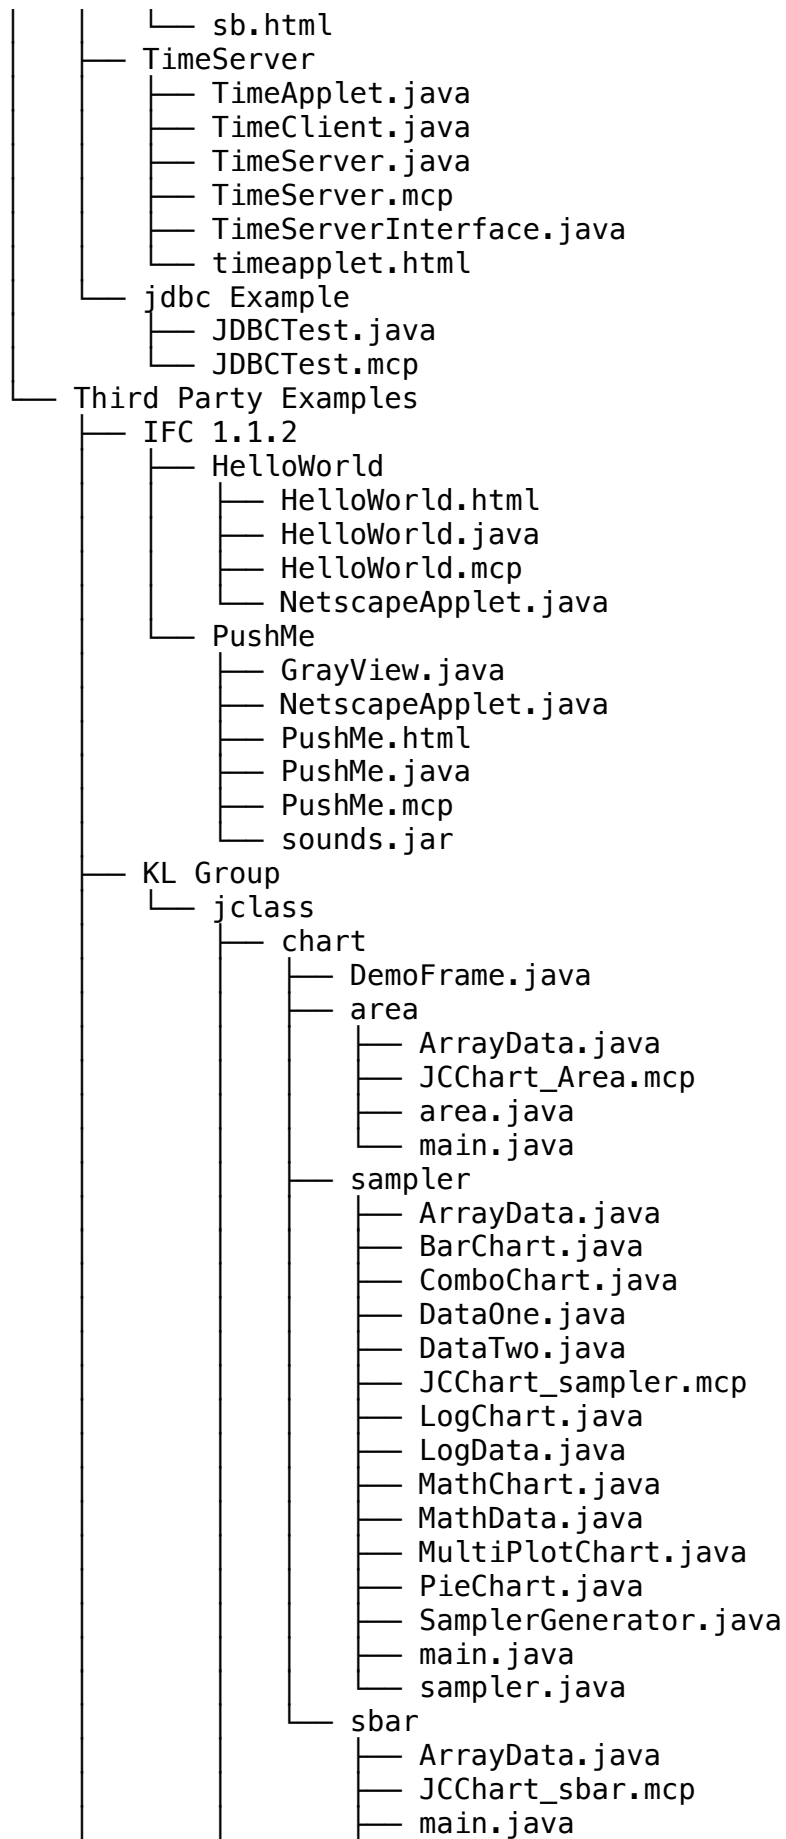 │   │   └── sb.html
│   ├── TimeServer
│   │   ├── TimeApplet.java
│   │   ├── TimeClient.java
│   │   ├── TimeServer.java
│   │   ├── TimeServer.mcp
│   │   ├── TimeServerInterface.java
│   │   └── timeapplet.html
│   └── jdbc Example
│       ├── JDBCTest.java
│       └── JDBCTest.mcp
└── Third Party Examples
    ├── IFC 1.1.2
    │   ├── HelloWorld
    │   │   ├── HelloWorld.html
    │   │   ├── HelloWorld.java
    │   │   ├── HelloWorld.mcp
    │   │   └── NetscapeApplet.java
    │   └── PushMe
    │       ├── GrayView.java
    │       ├── NetscapeApplet.java
    │       ├── PushMe.html
    │       ├── PushMe.java
    │       ├── PushMe.mcp
    │       └── sounds.jar
    ├── KL Group
    │   └── jclass
    │       ├── chart
    │       │   ├── DemoFrame.java
    │       │   ├── area
    │       │   │   ├── ArrayData.java
    │       │   │   ├── JCChart_Area.mcp
    │       │   │   ├── area.java
    │       │   │   └── main.java
    │       │   ├── sampler
    │       │   │   ├── ArrayData.java
    │       │   │   ├── BarChart.java
    │       │   │   ├── ComboChart.java
    │       │   │   ├── DataOne.java
    │       │   │   ├── DataTwo.java
    │       │   │   ├── JCChart_sampler.mcp
    │       │   │   ├── LogChart.java
    │       │   │   ├── LogData.java
    │       │   │   ├── MathChart.java
    │       │   │   ├── MathData.java
    │       │   │   ├── MultiPlotChart.java
    │       │   │   ├── PieChart.java
    │       │   │   ├── SamplerGenerator.java
    │       │   │   ├── main.java
    │       │   │   └── sampler.java
    │       │   └── sbar
    │       │       ├── ArrayData.java
    │       │       ├── JCChart_sbar.mcp
    │       │       ├── main.java